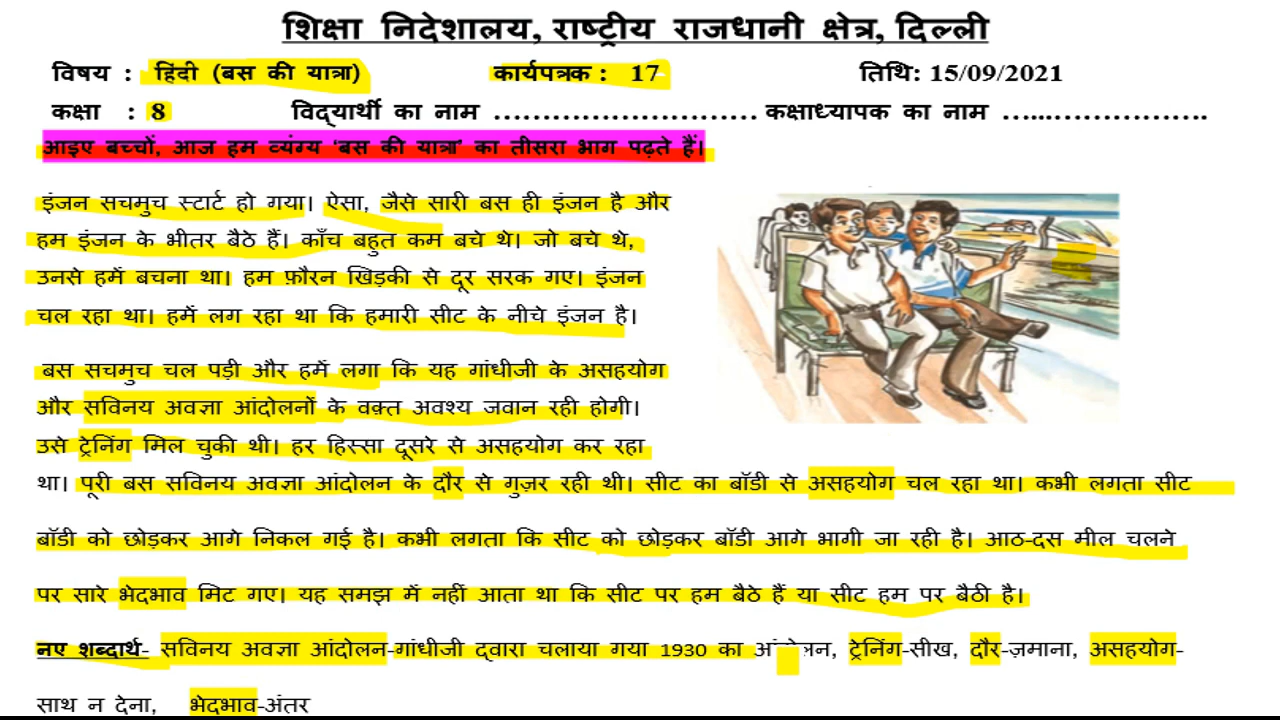 शिक्षा निदेशालय, राष्ट्रीय राजधानी क्षेत्र, दिल्ली
विषय : हिंदी (बस की यात्रा) कार्यपत्रक : 17 तिथि: 15/09/2021
कक्षा : 8 विद्यार्थी का नाम ........................... कक्षाध्यापक का नाम .....................
आइए बच्चों, आज हम व्यंग्य 'बस की यात्रा' का तीसरा भाग पढ़ते हैं।
इंजन सचमुच स्टार्ट हो गया। ऐसा, जैसे सारी बस ही इंजन है और
हम इंजन के भीतर बैठे हैं। काँच बहुत कम बचे थे। जो बचे थे,
उनसे हमें बचना था। हम फ़ौरन खिड़की से दूर सरक गए। इंजन
चल रहा था। हमें लग रहा था कि हमारी सीट के नीचे इंजन है।
बस सचमुच चल पड़ी और हमें लगा कि यह गांधीजी के असहयोग
और सविनय अवज्ञा आंदोलनों के वक़्त अवश्य जवान रही होगी।
उसे ट्रेनिंग मिल चुकी थी। हर हिस्सा दूसरे से असहयोग कर रहा
था। पूरी बस सविनय अवज्ञा आंदोलन के दौर से गुज़र रही थी। सीट का बॉडी से असहयोग चल रहा था। कभी लगता सीट
बॉडी को छोड़कर आगे निकल गई है। कभी लगता कि सीट को छोड़कर बॉडी आगे भागी जा रही है। आठ-दस मील चलने
पर सारे भेदभाव मिट गए। यह समझ में नहीं आता था कि सीट पर हम बैठे हैं या सीट हम पर बैठी है।
नए शब्दार्थ- सविनय अवज्ञा आंदोलन-गांधीजी द्वारा चलाया गया 1930 का, ट्रेनिंग-सीख, दौर-ज़माना, असहयोग-
साथ न देना, भेदभाव-अंतर